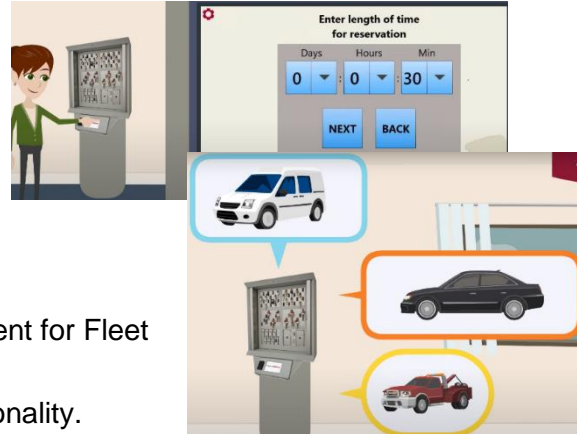 Enter length of time
for reservation
Days Hours Min
0 : 0 : 30
NEXT BACK
ent for Fleet
onality.